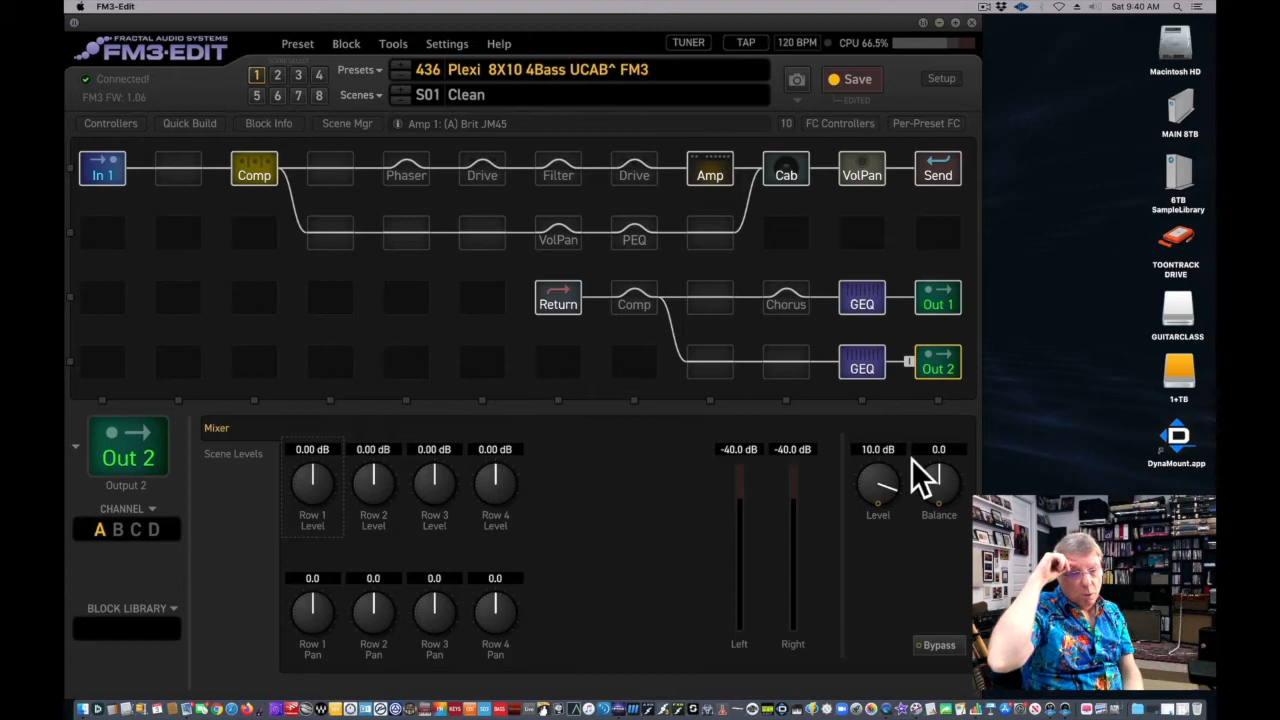 FM3-Edit
Sat 9:40 AM
FRACTAL AUDIO SYSTEMS
FM3-EDIT
Preset Block Tools Settings Help
TUNER TAP 120 BPM CPU 66.5%
SCENE SELECT
Connected!
FM3 FW: 1.06
1 2 3 4
5 6 7 8
Presets
436 Plexi 8X10 4Bass UCAB^ FM3
Scenes
S01 Clean
Save
EDITED
Setup
Controllers Quick Build Block Info Scene Mgr
Amp 1: (A) Brit JM45
10 FC Controllers Per-Preset FC
In 1 Comp Phaser Drive Filter Drive Amp Cab VolPan Send
VolPan PEQ
Return Comp Chorus GEQ Out 1
GEQ Out 2
Out 2
Output 2
CHANNEL
A B C D
BLOCK LIBRARY
Mixer
Scene Levels
0.00 dB 0.00 dB 0.00 dB 0.00 dB
Row 1 Level
Row 2 Level
Row 3 Level
Row 4 Level
0.0 0.0 0.0 0.0
Row 1 Pan
Row 2 Pan
Row 3 Pan
Row 4 Pan
-40.0 dB -40.0 dB
Left Right
10.0 dB 0.0
Level Balance
Bypass
Macintosh HD
MAIN 8TB
6TB
SampleLibrary
TOONTRACK
DRIVE
GUITARCLASS
1+TB
DynaMount.app